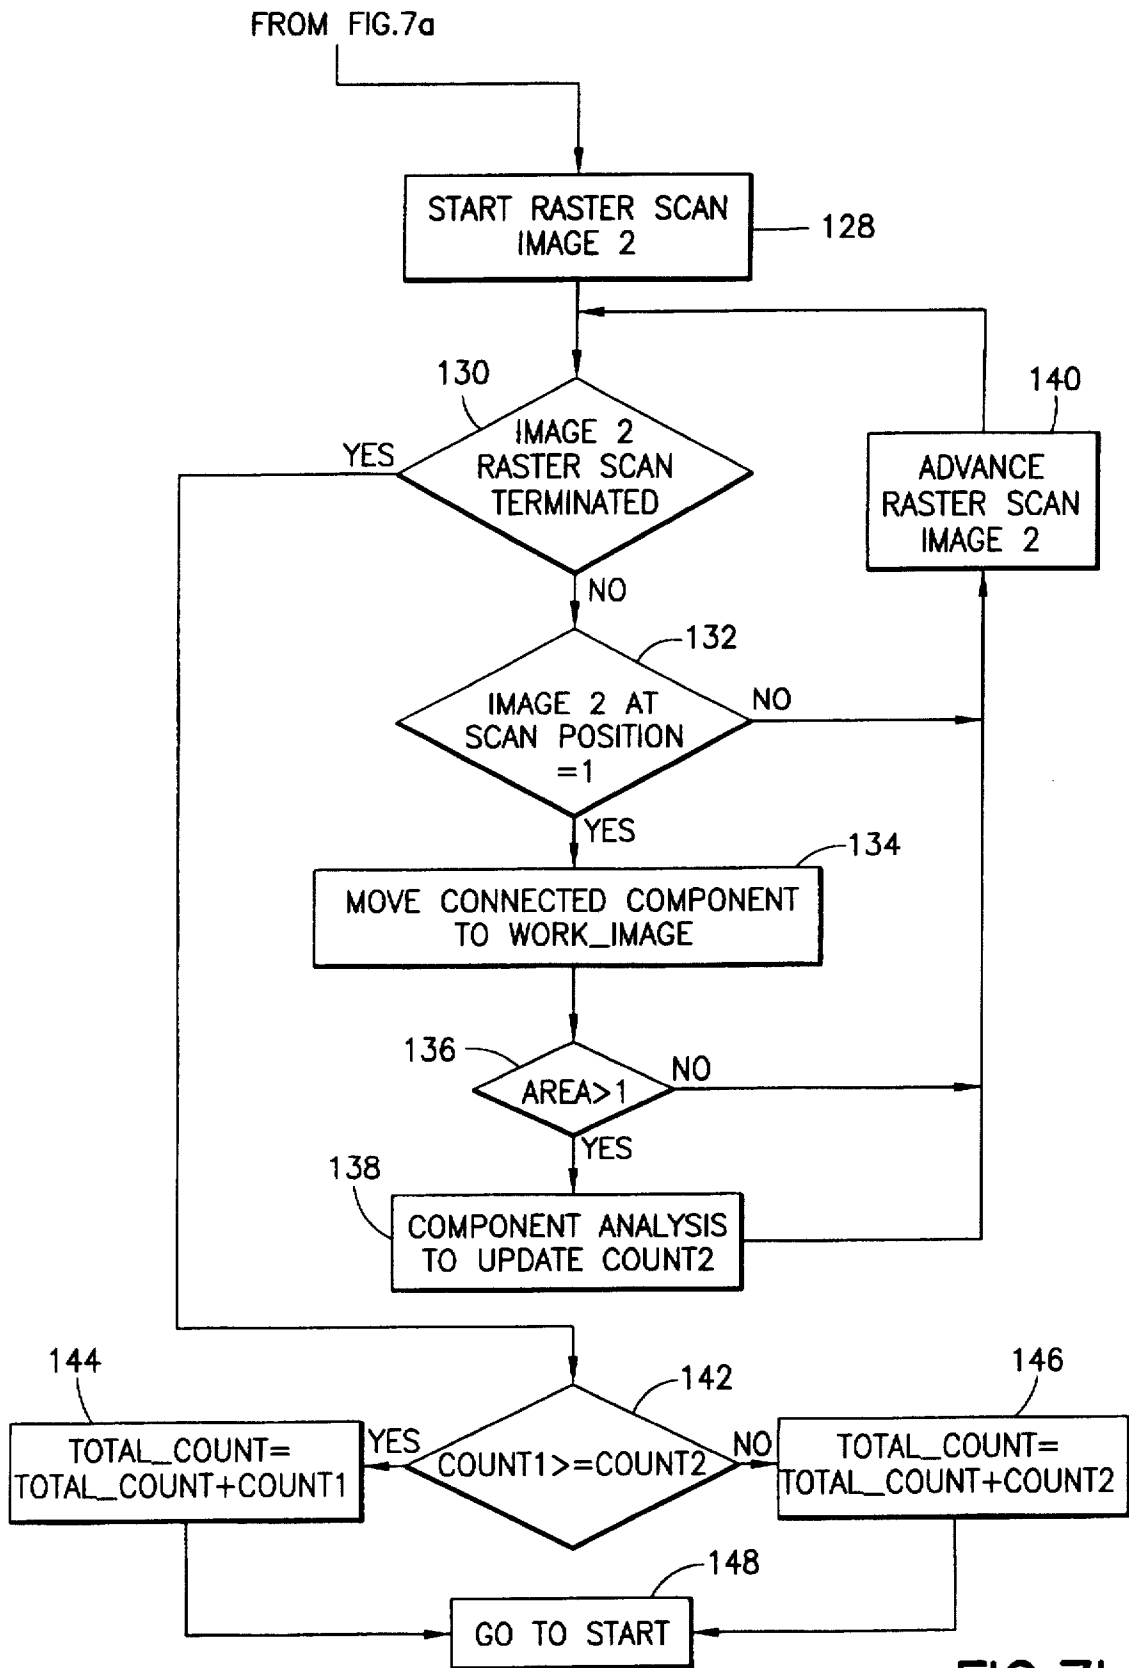 FROM FIG.7a
START RASTER SCAN
IMAGE 2
128
130
IMAGE 2
RASTER SCAN
TERMINATED
YES
NO
140
ADVANCE
RASTER SCAN
IMAGE 2
132
IMAGE 2 AT
SCAN POSITION
=1
NO
YES
134
MOVE CONNECTED COMPONENT
TO WORK_IMAGE
136
AREA>1
NO
YES
138
COMPONENT ANALYSIS
TO UPDATE COUNT2
144
TOTAL_COUNT=
TOTAL_COUNT+COUNT1
YES
142
COUNT1>=COUNT2
NO
146
TOTAL_COUNT=
TOTAL_COUNT+COUNT2
148
GO TO START